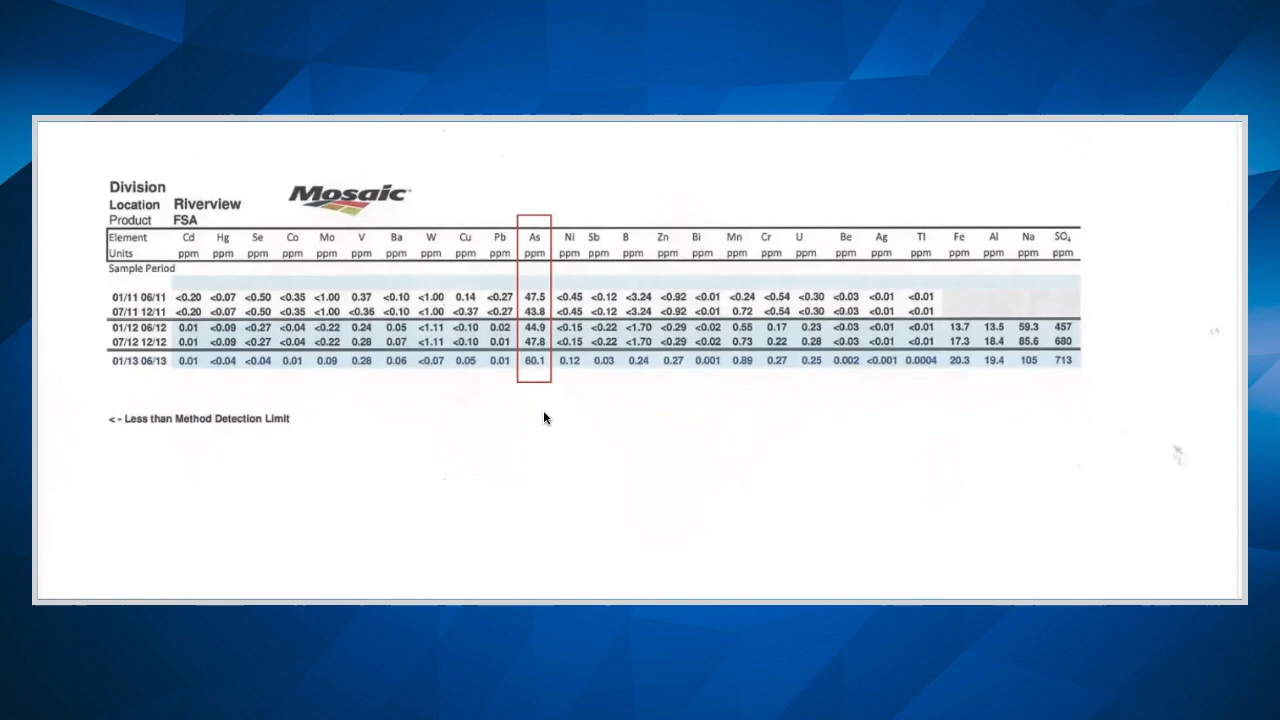 Division
Location Riverview
Mosaic
Product FSA
Element Cd Hg Se Co Mo V Ba W Cu Pb As Ni Sb B Zn Bi Mn Cr U Be Ag Tl Fe Al Na SO₄
Units ppm ppm ppm ppm ppm ppm ppm ppm ppm ppm ppm ppm ppm ppm ppm ppm ppm ppm ppm ppm ppm ppm ppm ppm ppm ppm
Sample Period
01/11 06/11 <0.20 <0.07 <0.50 <0.35 <1.00 0.37 <0.10 <1.00 0.14 <0.27 47.5 <0.45 <0.12 <3.24 <0.92 <0.01 <0.24 <0.54 <0.30 <0.03 <0.01 <0.01
07/11 12/11 <0.20 <0.07 <0.50 <0.35 <1.00 <0.36 <0.10 <1.00 <0.37 <0.27 43.8 <0.45 <0.12 <3.24 <0.92 <0.01 0.72 <0.54 <0.30 <0.03 <0.01 <0.01
01/12 06/12 0.01 <0.09 <0.27 <0.04 <0.22 0.24 0.05 <1.11 <0.10 0.02 44.9 <0.15 <0.22 <1.70 <0.29 <0.02 0.55 0.17 0.23 <0.03 <0.01 <0.01 13.7 13.5 59.3 457
07/12 12/12 0.01 <0.09 <0.27 <0.04 <0.22 0.28 0.07 <1.11 <0.10 0.01 47.8 <0.15 <0.22 <1.70 <0.29 <0.02 0.73 0.22 0.28 <0.03 <0.01 <0.01 17.3 18.4 85.6 680
01/13 06/13 0.01 <0.04 <0.04 0.01 0.09 0.28 0.06 <0.07 0.05 0.01 60.1 0.12 0.03 0.24 0.27 0.001 0.89 0.27 0.25 0.002 <0.001 0.0004 20.3 19.4 105 713
< - Less than Method Detection Limit